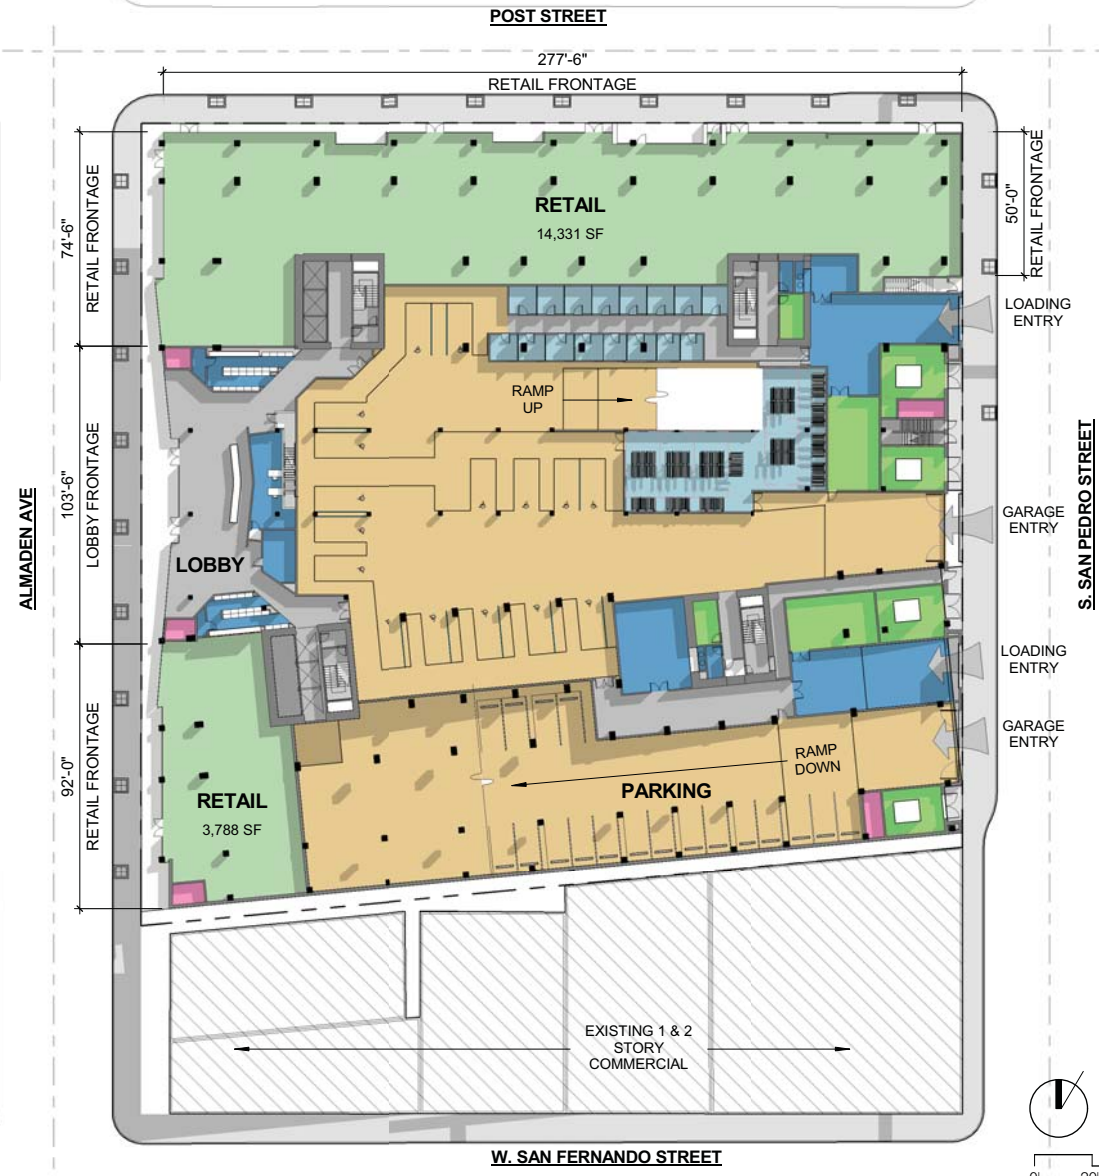 POST STREET
277'-6"
RETAIL FRONTAGE
74'-6"
RETAIL FRONTAGE
50'-0"
RETAIL FRONTAGE
RETAIL
14,331 SF
LOADING
ENTRY
RAMP
UP
ALMADEN AVE
103'-6"
LOBBY FRONTAGE
LOBBY
GARAGE
ENTRY
S. SAN PEDRO STREET
LOADING
ENTRY
92'-0"
RETAIL FRONTAGE
RETAIL
3,788 SF
RAMP
DOWN
PARKING
GARAGE
ENTRY
EXISTING 1 & 2
STORY
COMMERCIAL
W. SAN FERNANDO STREET